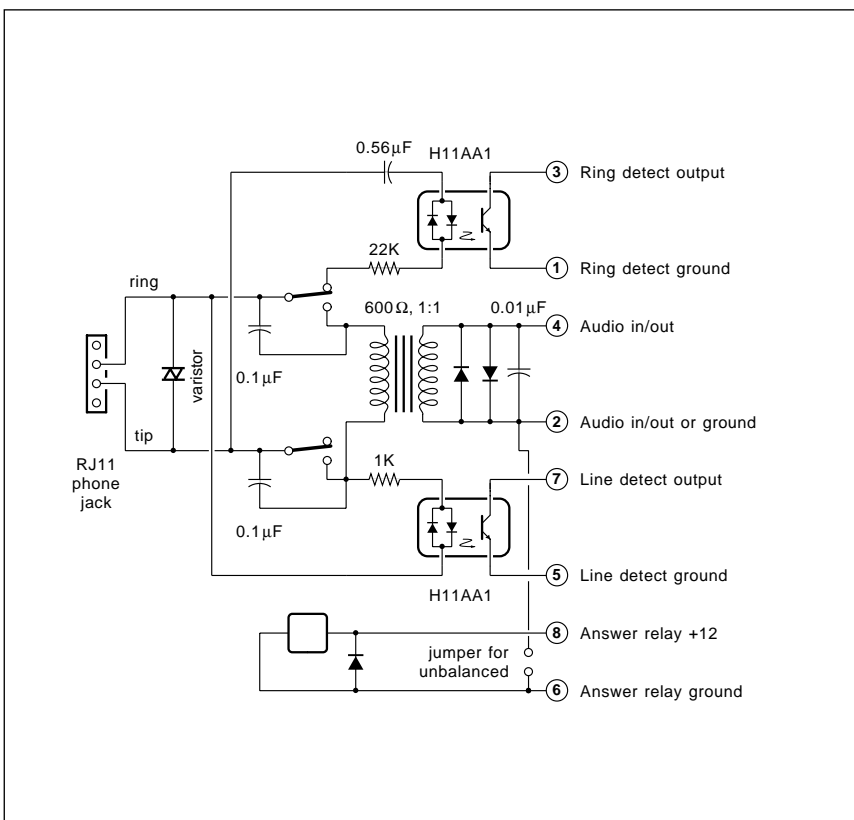 0.56µF
H11AA1
3 Ring detect output
22K
1 Ring detect ground
ring
600Ω, 1:1
0.01µF
4 Audio in/out
varistor
0.1µF
2 Audio in/out or ground
tip
RJ11
phone
jack
1K
7 Line detect output
0.1µF
5 Line detect ground
H11AA1
8 Answer relay +12
jumper for
unbalanced
6 Answer relay ground